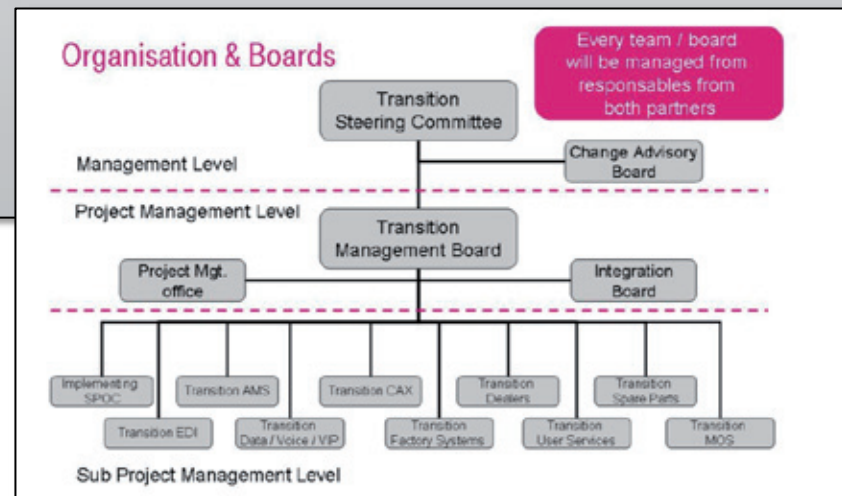 Organisation & Boards
Every team / board
will be managed from
responsables from
both partners
Transition
Steering Committee
Management Level
Change Advisory
Board
Project Management Level
Transition
Management Board
Project Mgt.
office
Integration
Board
Implementing
SPOC
Transition AMS
Transition CAX
Transition
Dealers
Transition
Spare Parts
Transition EDI
Transition
Data / Voice / VIP
Transition
Factory Systems
Transition
User Services
Transition
MOS
Sub Project Management Level